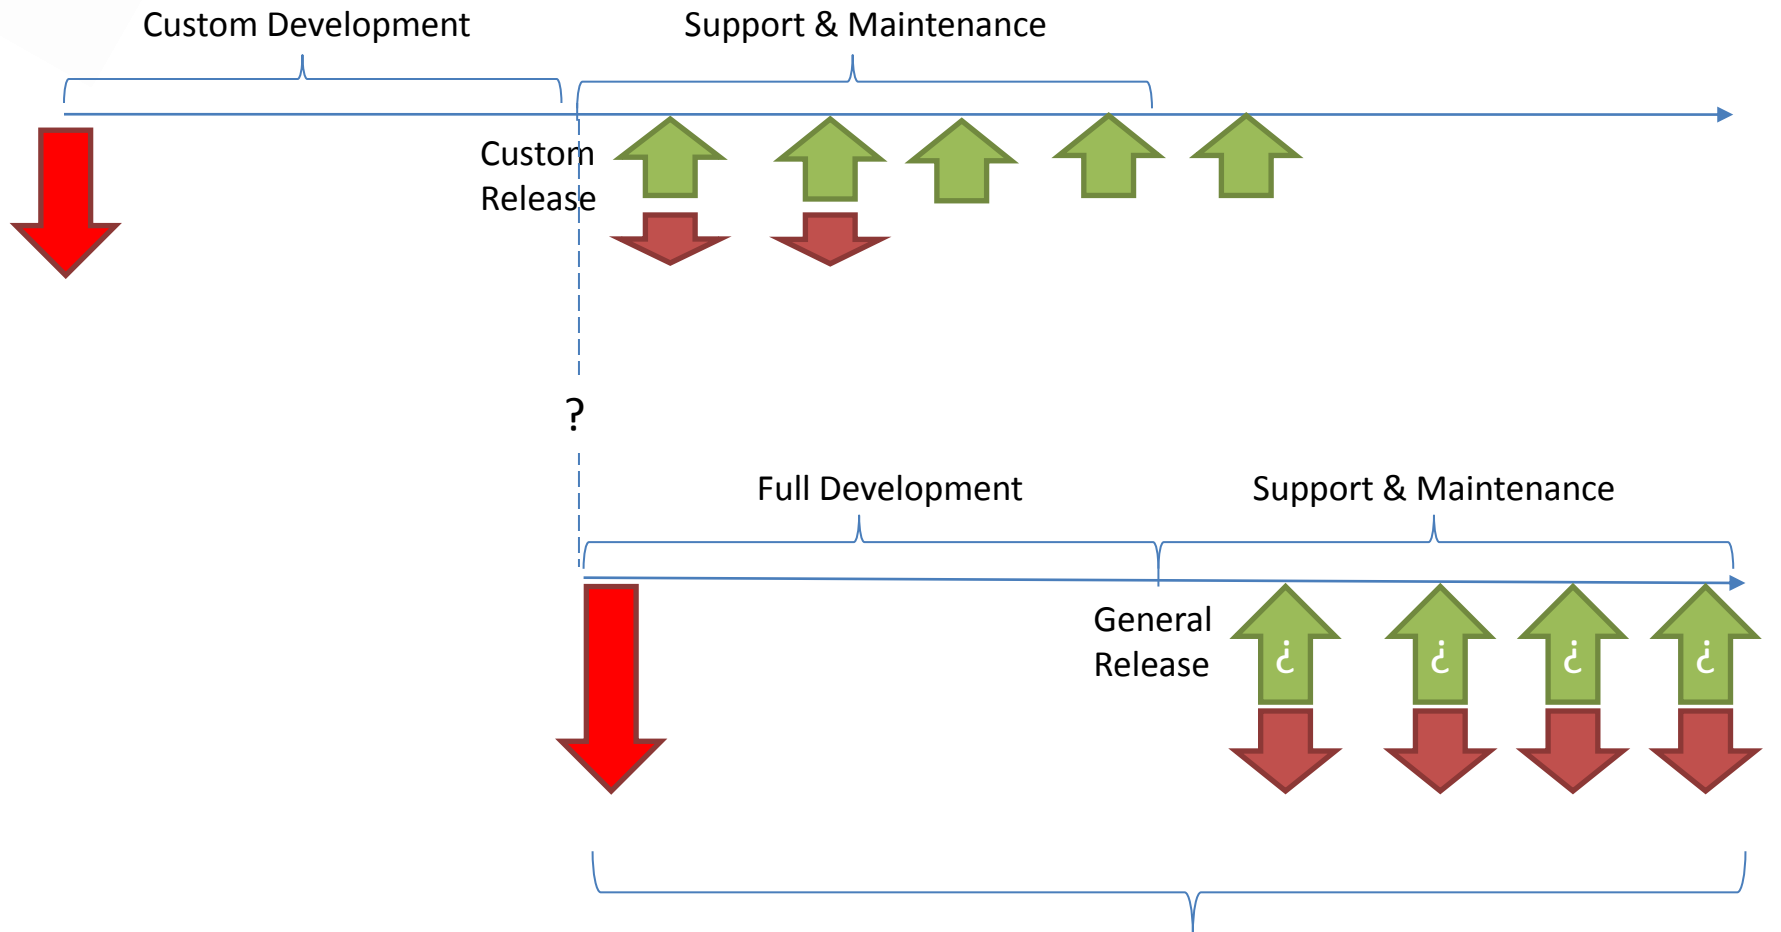 Custom Development
Support & Maintenance
Custom
Release
?
Full Development
Support & Maintenance
General
Release
¿
¿
¿
¿